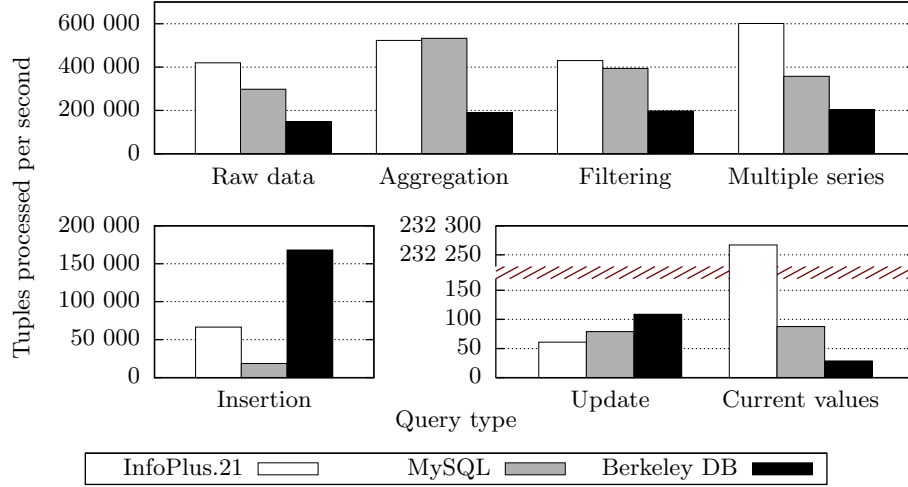 Tuples processed per second
600 000
400 000
200 000
0
Raw data Aggregation Filtering Multiple series
200 000
150 000
100 000
50 000
0
Insertion
232 300
232 250
150
100
50
0
Update Current values
Query type
InfoPlus.21 MySQL Berkeley DB